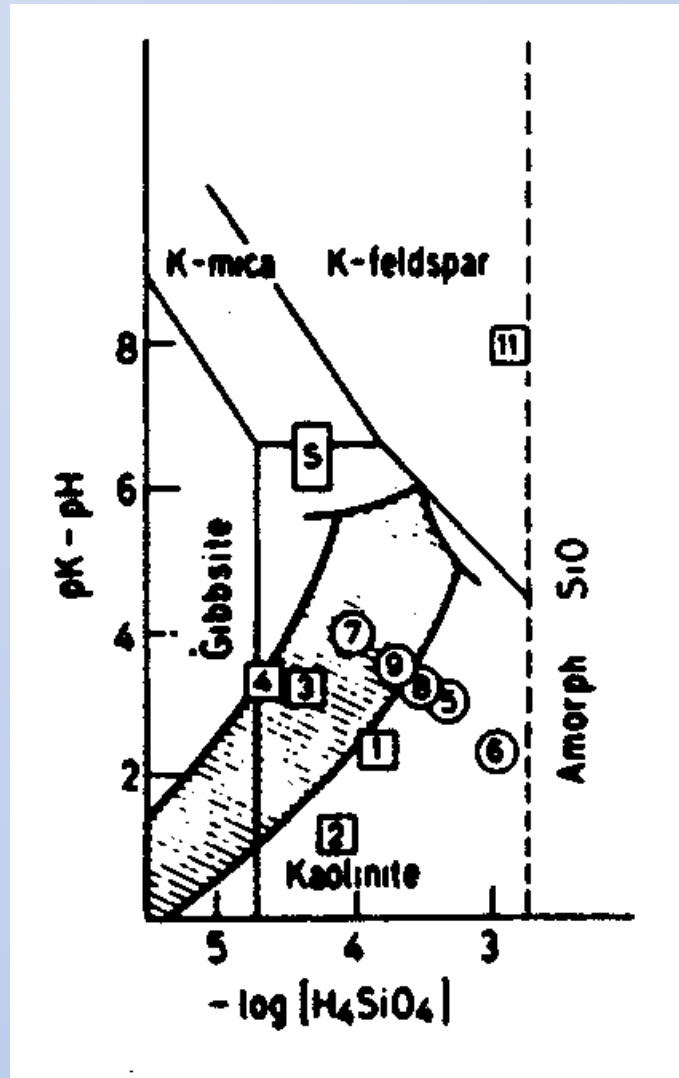 K-mica
K-feldspar
11
8
S
6
pK - pH
Gibbsite
SiO
Amorph
4
7
9
4
3
8
5
1
6
2
2
Kaolinite
5
4
3
- log [H₄SiO₄]